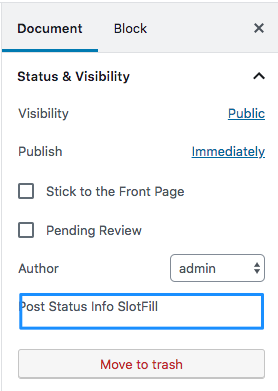 Document Block
Status & Visibility
Visibility Public
Publish Immediately
Stick to the Front Page
Pending Review
Author admin
Post Status Info SlotFill
Move to trash